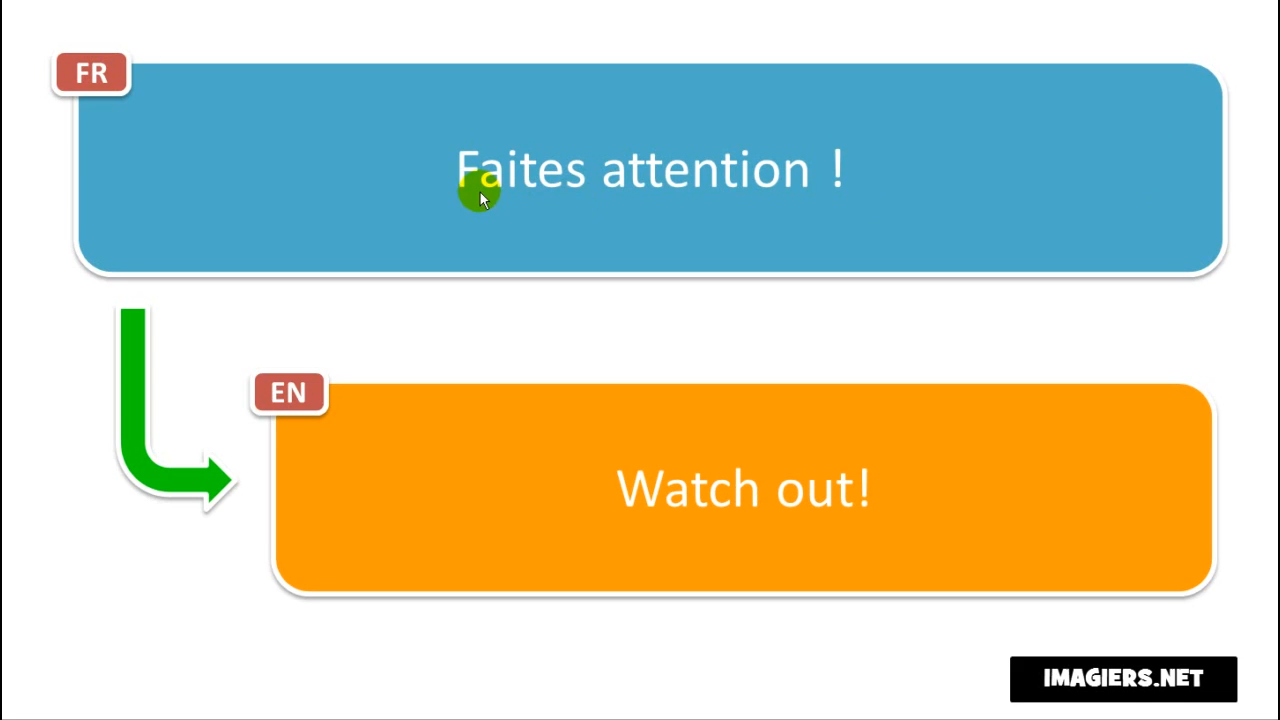 FR
Faites attention !
EN
Watch out!
IMAGIERS.NET